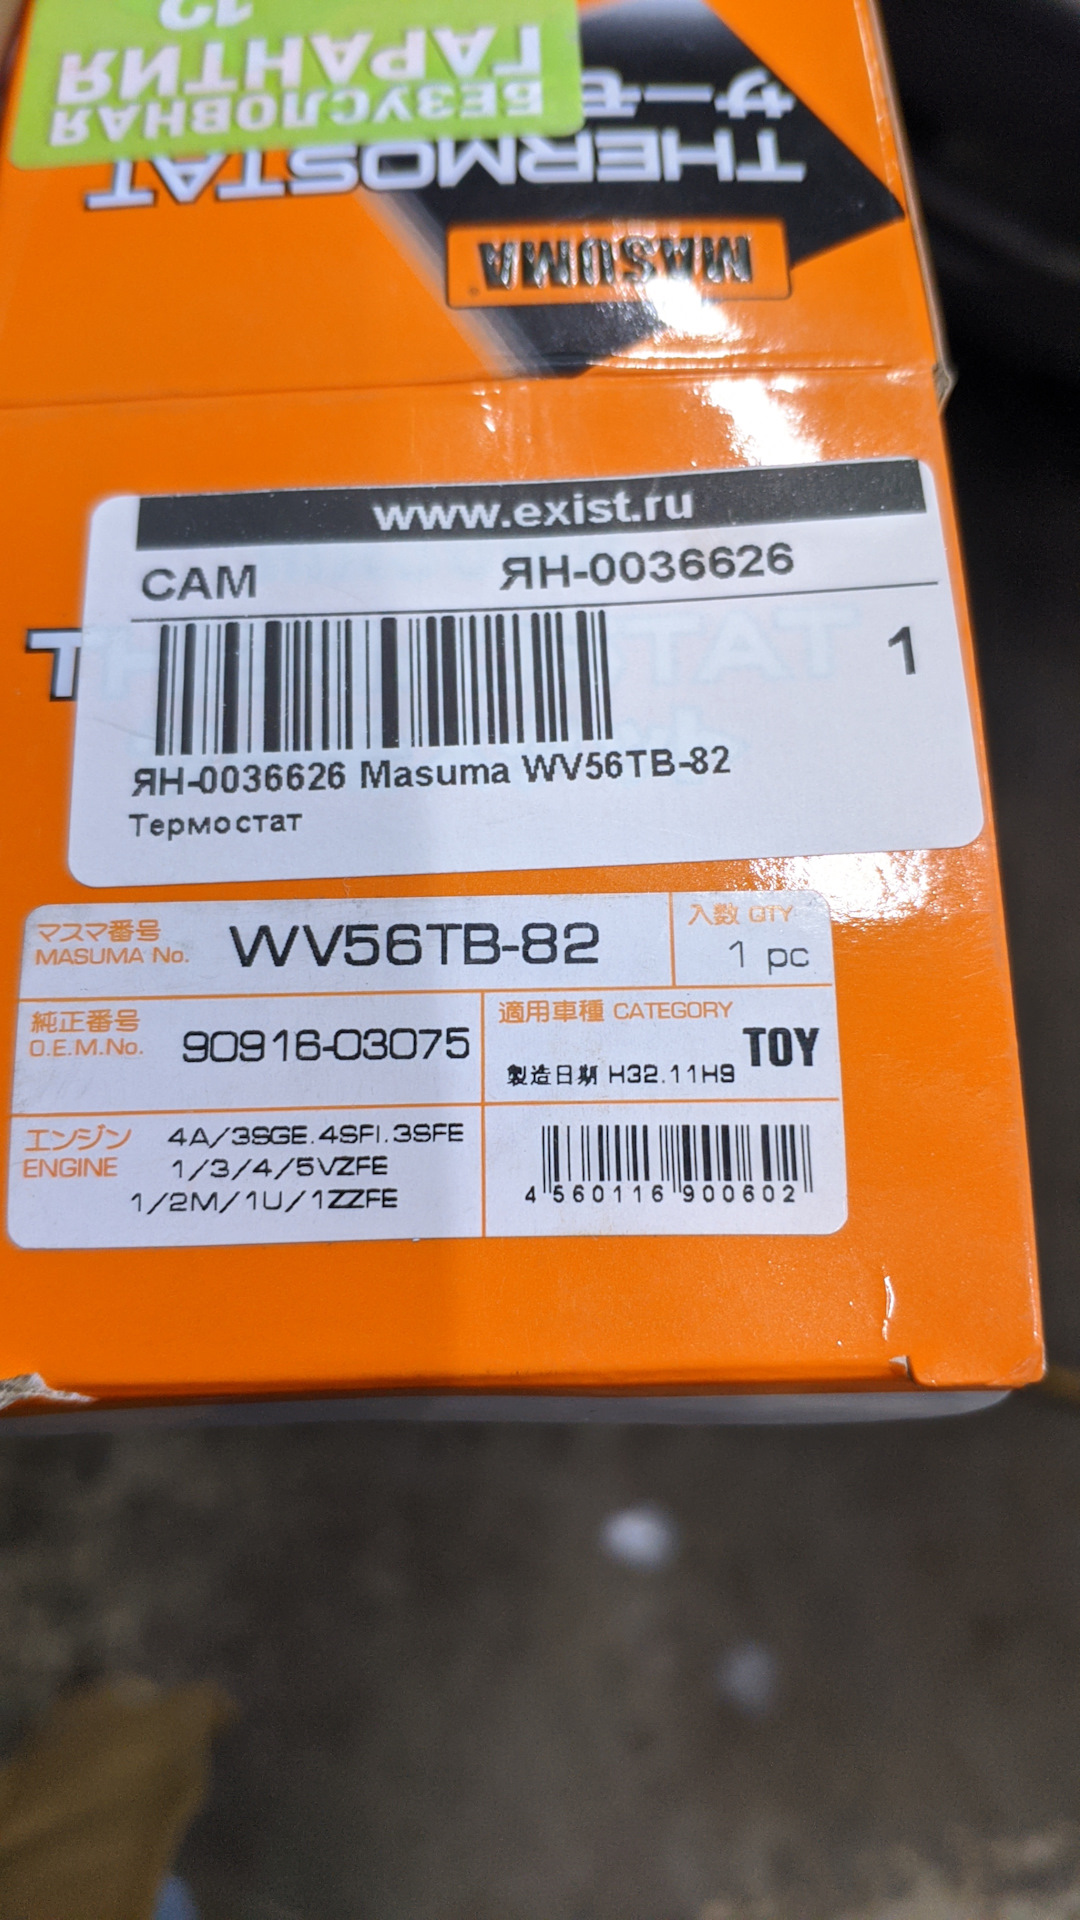 12
ГАРАНТИЯ
БЕЗУСЛОВНАЯ
サーモ
THERMOSTAT
MASUMA
www.exist.ru
САМ ЯН-0036626
1
ЯН-0036626 Masuma WV56TB-82
Термостат
マスマ番号
MASUMA No. WV56TB-82
入数 QTY
1 pc
純正番号
O.E.M.No. 90916-03075
適用車種 CATEGORY
TOY
製造日期 H32.11H9
エンジン
ENGINE
4A/3SGE.4SFI.3SFE
1/3/4/5VZFE
1/2M/1U/1ZZFE
4 560116 900602